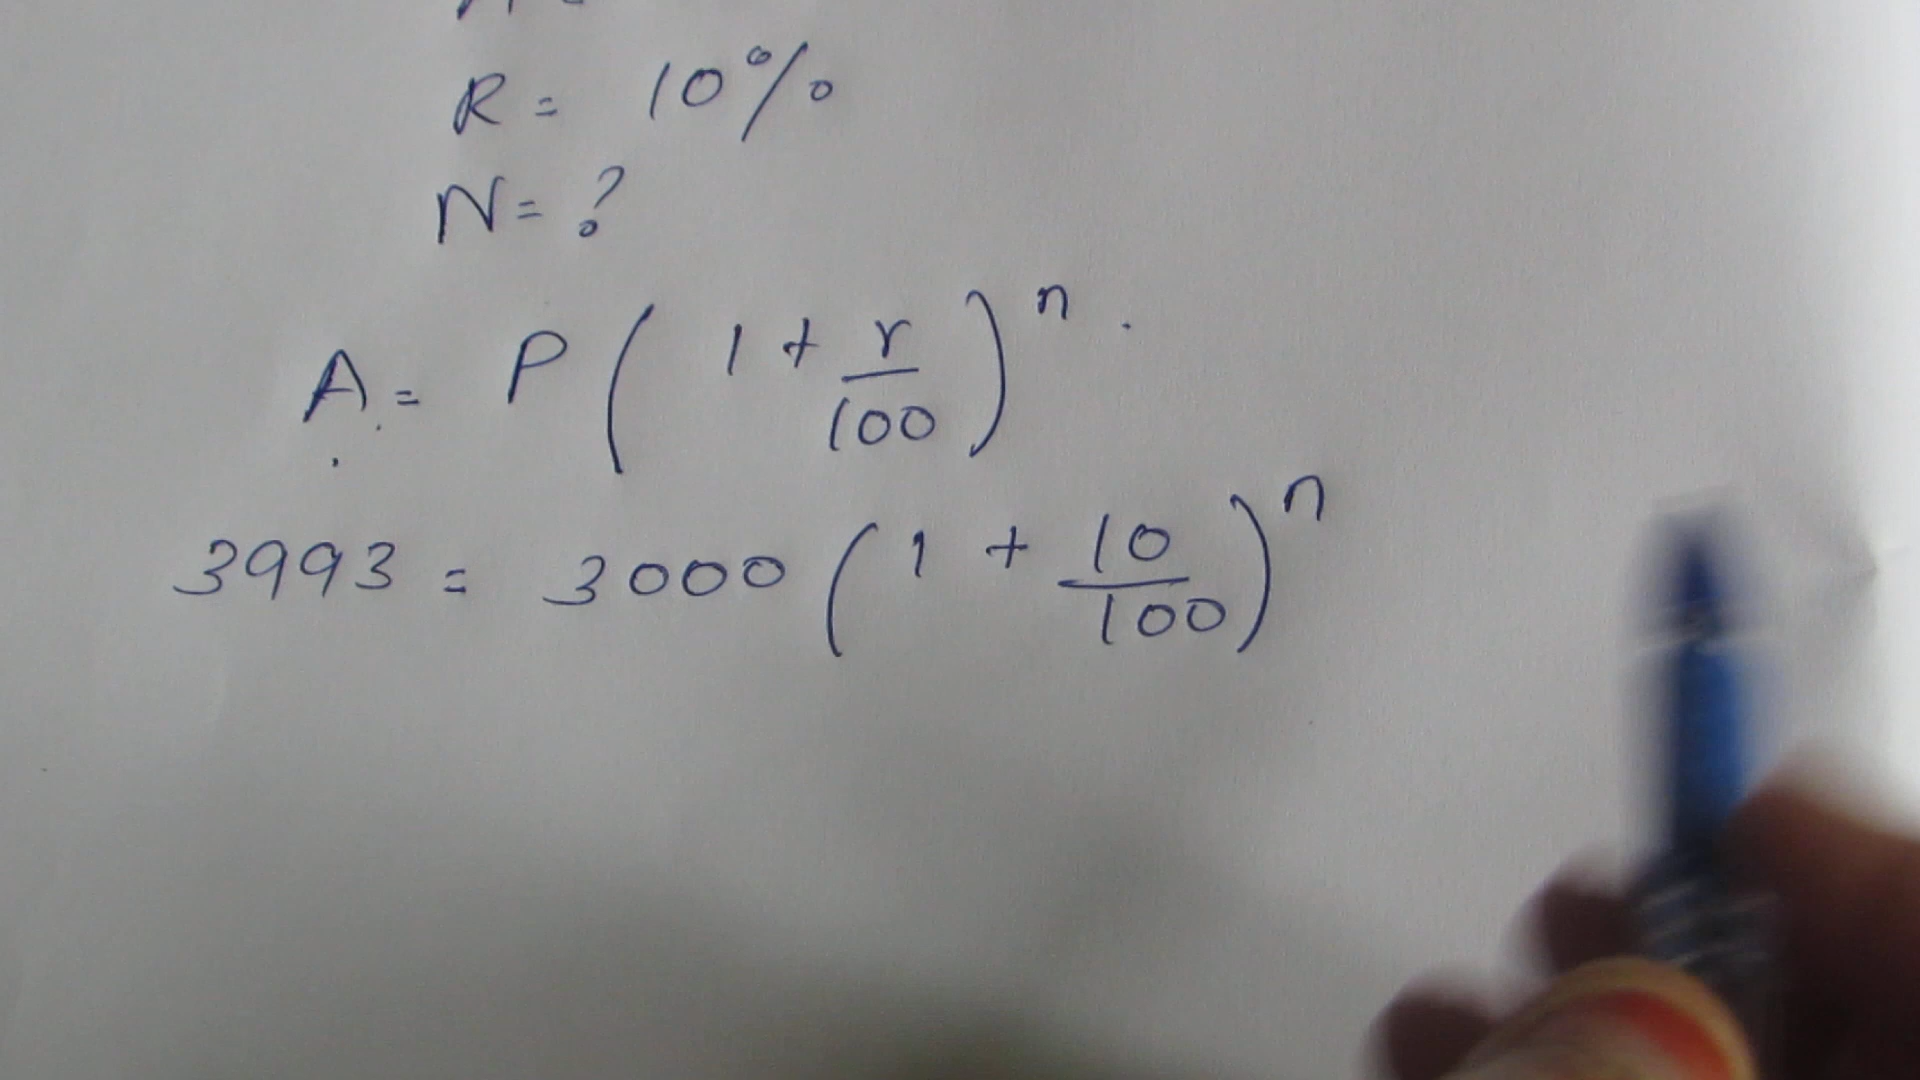 R = 10%
N = ?
A = P ( 1 + r/100 )^n .
3993 = 3000 ( 1 + 10/100 )^n